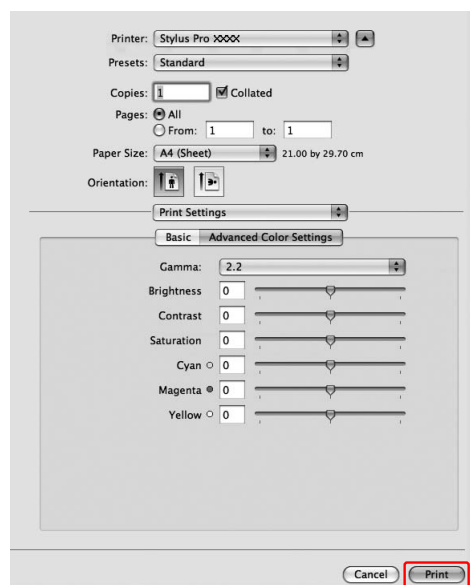 Printer: Stylus Pro XXXX
Presets: Standard
Copies: 1 Collated
Pages: All
From: 1 to: 1
Paper Size: A4 (Sheet) 21.00 by 29.70 cm
Orientation:
Print Settings
Basic Advanced Color Settings
Gamma: 2.2
Brightness 0
Contrast 0
Saturation 0
Cyan 0
Magenta 0
Yellow 0
Cancel Print